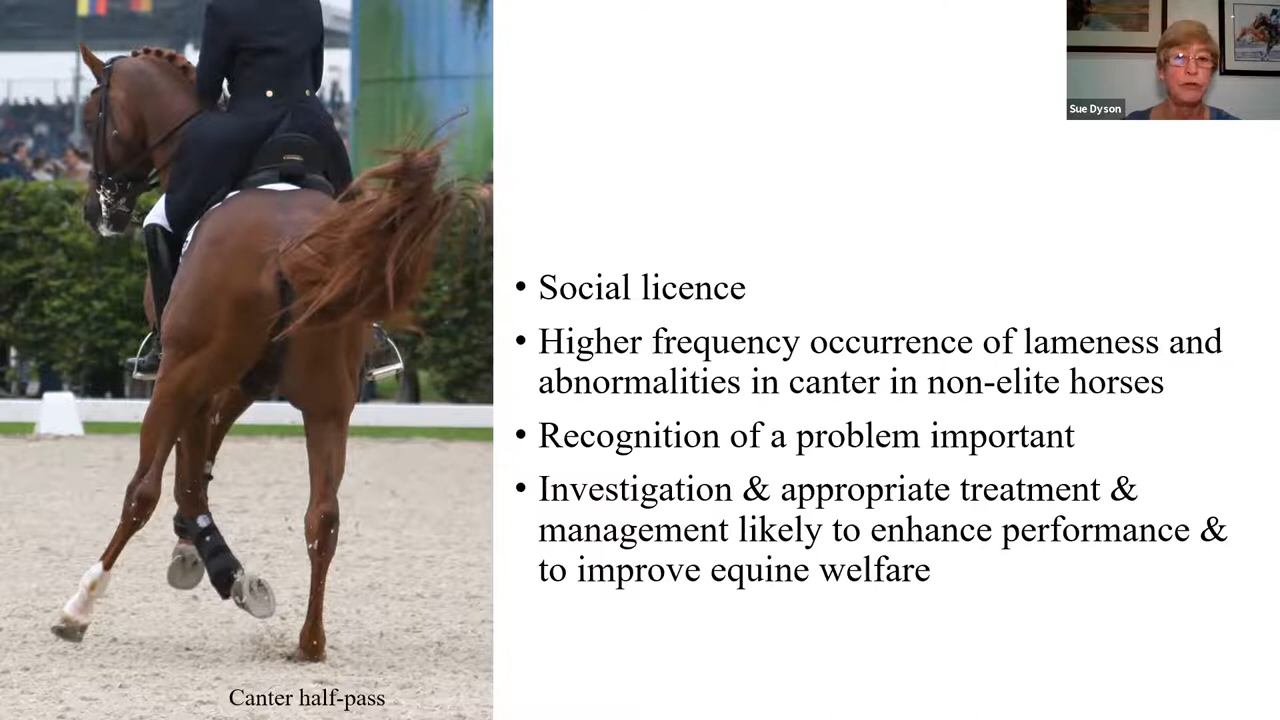 Sue Dyson
• Social licence
• Higher frequency occurrence of lameness and
abnormalities in canter in non-elite horses
• Recognition of a problem important
• Investigation & appropriate treatment &
management likely to enhance performance &
to improve equine welfare
Canter half-pass